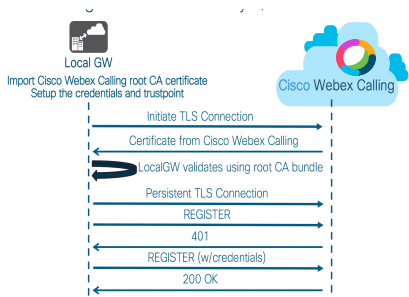 Local GW
Import Cisco Webex Calling root CA certificate
Setup the credentials and trustpoint
Cisco Webex Calling
Initiate TLS Connection
Certificate from Cisco Webex Calling
LocalGW validates using root CA bundle
Persistent TLS Connection
REGISTER
401
REGISTER (w/credentials)
200 OK